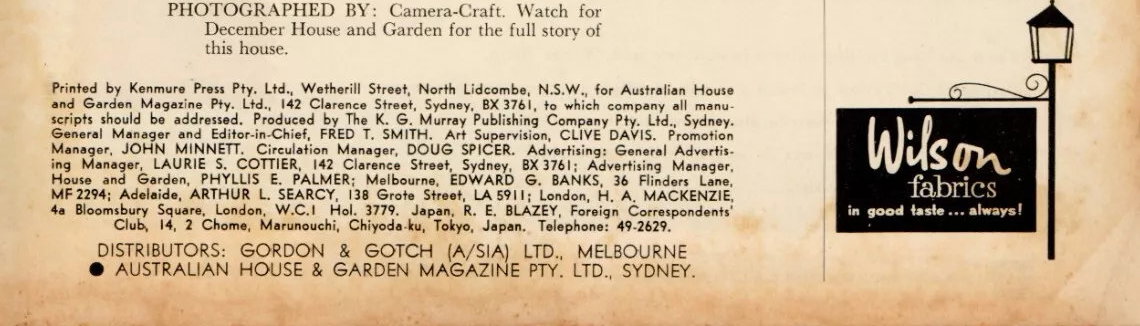 PHOTOGRAPHED BY: Camera-Craft. Watch for
December House and Garden for the full story of
this house.
Printed by Kenmure Press Pty. Ltd., Wetherill Street, North Lidcombe, N.S.W., for Australian House
and Garden Magazine Pty. Ltd., 142 Clarence Street, Sydney, BX 3761, to which company all manu-
scripts should be addressed. Produced by The K. G. Murray Publishing Company Pty. Ltd., Sydney.
General Manager and Editor-in-Chief, FRED T. SMITH. Art Supervision, CLIVE DAVIS. Promotion
Manager, JOHN MINNETT. Circulation Manager, DOUG SPICER. Advertising: General Advertis-
ing Manager, LAURIE S. COTTIER, 142 Clarence Street, Sydney, BX 3761; Advertising Manager,
House and Garden, PHYLLIS E. PALMER; Melbourne, EDWARD G. BANKS, 36 Flinders Lane,
MF 2294; Adelaide, ARTHUR L. SEARCY, 138 Grote Street, LA 5911; London, H. A. MACKENZIE,
4a Bloomsbury Square, London, W.C.1 Hol. 3779. Japan, R. E. BLAZEY, Foreign Correspondents'
Club, 14, 2 Chome, Marunouchi, Chiyoda-ku, Tokyo, Japan. Telephone: 49-2629.
DISTRIBUTORS: GORDON & GOTCH (A/SIA) LTD., MELBOURNE
● AUSTRALIAN HOUSE & GARDEN MAGAZINE PTY. LTD., SYDNEY.
Wilson
fabrics
in good taste ... always!